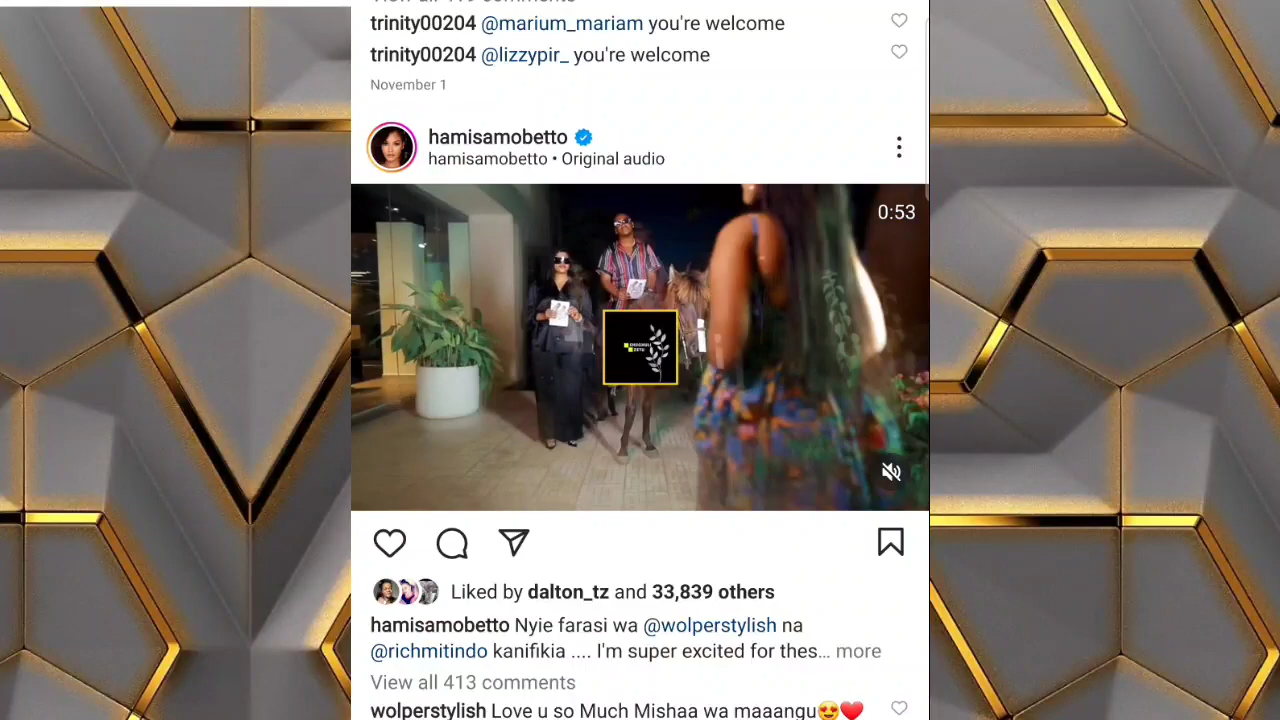 trinity00204 @marium_mariam you're welcome
trinity00204 @lizzypir_ you're welcome
November 1
hamisamobetto
hamisamobetto • Original audio
0:53
Liked by dalton_tz and 33,839 others
hamisamobetto Nyie farasi wa @wolperstylish na
@richmitindo kanifikia .... I'm super excited for thes... more
View all 413 comments
wolperstylish Love u so Much Mishaa wa maaangu😍❤️